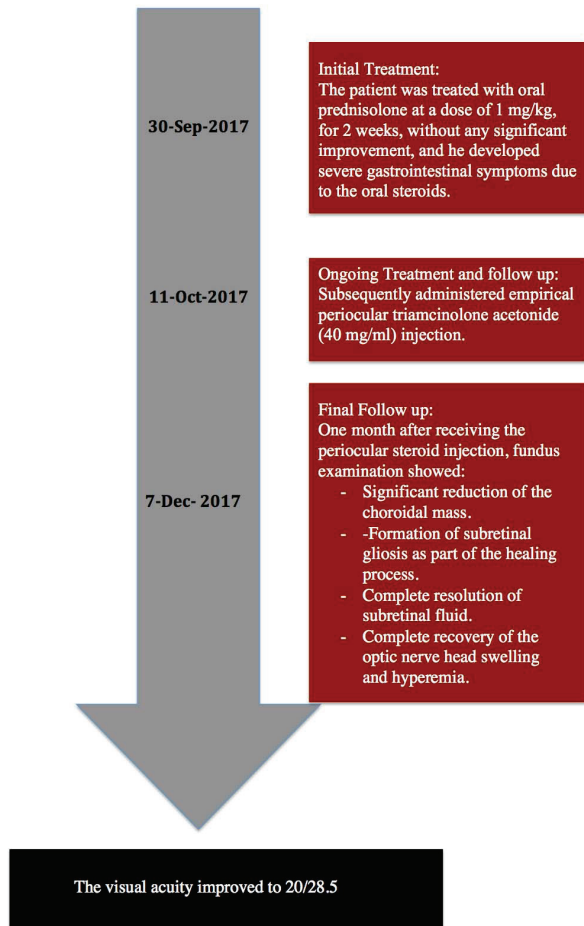 30-Sep-2017
Initial Treatment:
The patient was treated with oral
prednisolone at a dose of 1 mg/kg,
for 2 weeks, without any significant
improvement, and he developed
severe gastrointestinal symptoms due
to the oral steroids.
11-Oct-2017
Ongoing Treatment and follow up:
Subsequently administered empirical
periocular triamcinolone acetonide
(40 mg/ml) injection.
7-Dec- 2017
Final Follow up:
One month after receiving the
periocular steroid injection, fundus
examination showed:
- Significant reduction of the
choroidal mass.
- -Formation of subretinal
gliosis as part of the healing
process.
- Complete resolution of
subretinal fluid.
- Complete recovery of the
optic nerve head swelling
and hyperemia.
The visual acuity improved to 20/28.5